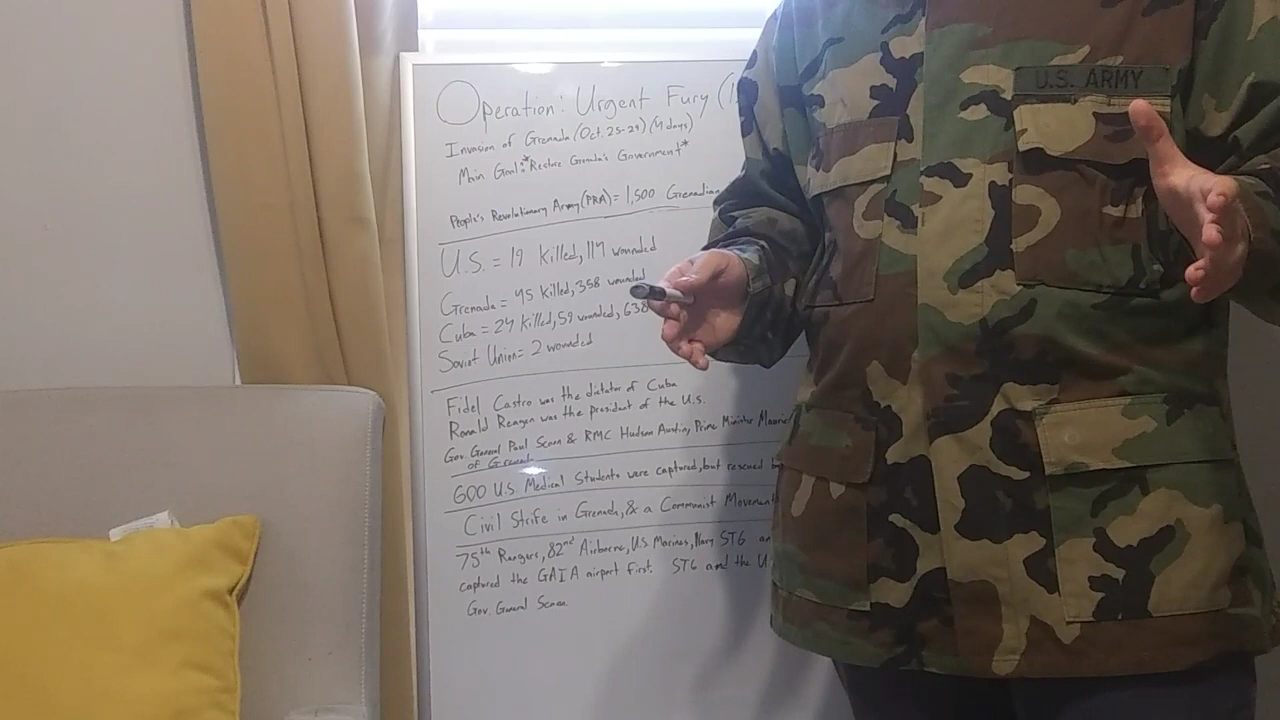 Operation: Urgent Fury (1
Invasion of Grenada (Oct. 25-29) (4 days)
Main Goal:*Restore Grenada's Government*
People's Revolutionary Army (PRA) = 1,500 Grenadian
U.S. = 19 killed, 117 wounded
Grenada = 45 killed, 358 wounded
Cuba = 24 killed, 59 wounded, 638
Soviet Union= 2 wounded
Fidel Castro was the dictator of Cuba
Ronald Reagen was the president of the U.S.
Gov. General Paul Scoon & RMC Hudson Austin, Prime Minister Maurice
of Grenada
600 U.S. Medical Students were captured, but rescued
Civil Strife in Grenada, & a Communist Movement
75th Rangers, 82nd Airborne, U.S. Marines, Navy ST6
captured the GAIA airport first. ST6 and the U.
Gov. General Scoon.
U.S. ARMY